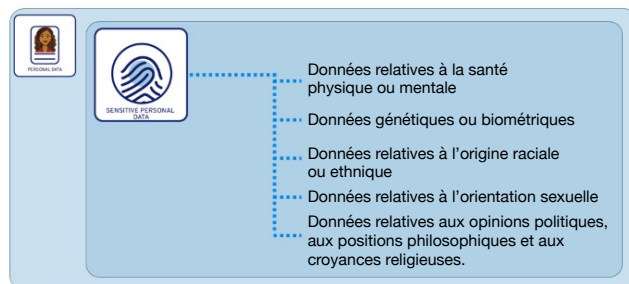 PERSONAL DATA
SENSITIVE PERSONAL
DATA
Données relatives à la santé
physique ou mentale
Données génétiques ou biométriques
Données relatives à l’origine raciale
ou ethnique
Données relatives à l’orientation sexuelle
Données relatives aux opinions politiques,
aux positions philosophiques et aux
croyances religieuses.